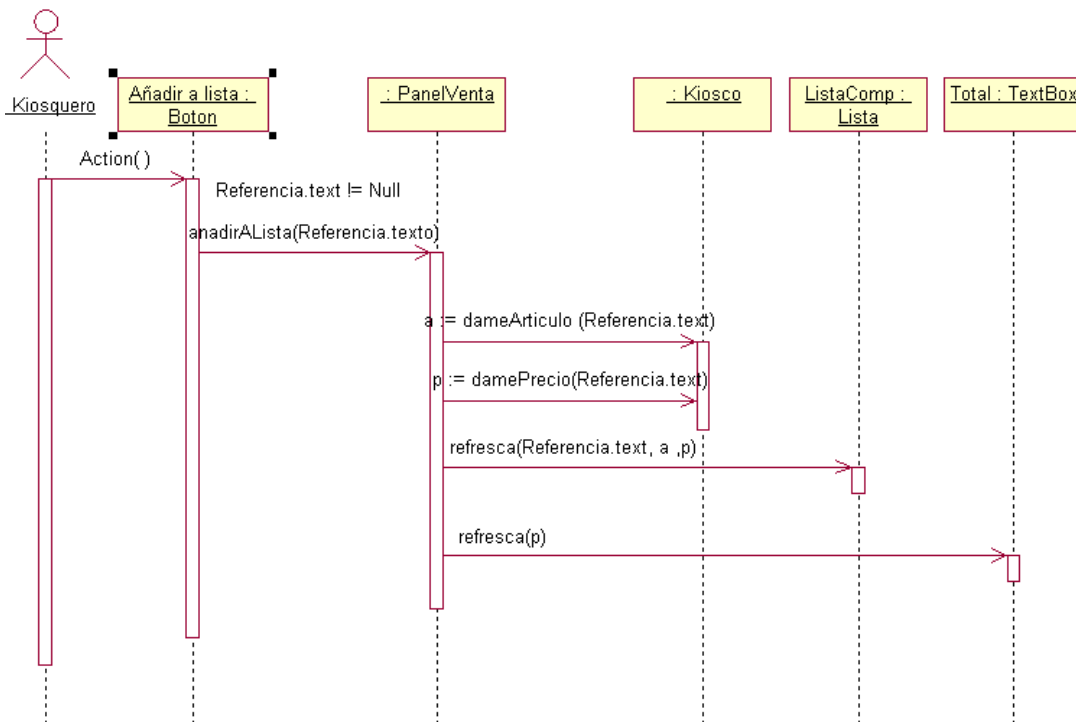 Kiosquero
Añadir a lista :
Boton
: PanelVenta
: Kiosco
ListaComp :
Lista
Total : TextBox
Action( )
Referencia.text != Null
anadirALista(Referencia.texto)
a := dameArticulo (Referencia.text)
p := damePrecio(Referencia.text)
refresca(Referencia.text, a ,p)
refresca(p)